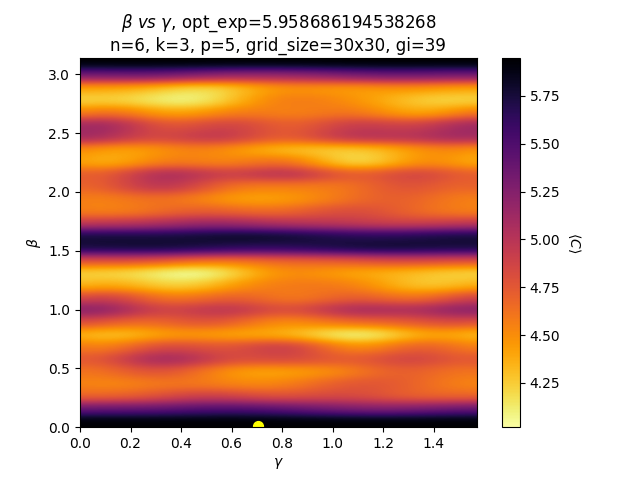 β vs γ, opt_exp=5.958686194538268
n=6, k=3, p=5, grid_size=30x30, gi=39
3.0
2.5
2.0
1.5
1.0
0.5
0.0
β
0.0 0.2 0.4 0.6 0.8 1.0 1.2 1.4
γ
5.75
5.50
5.25
5.00
4.75
4.50
4.25
⟨C⟩